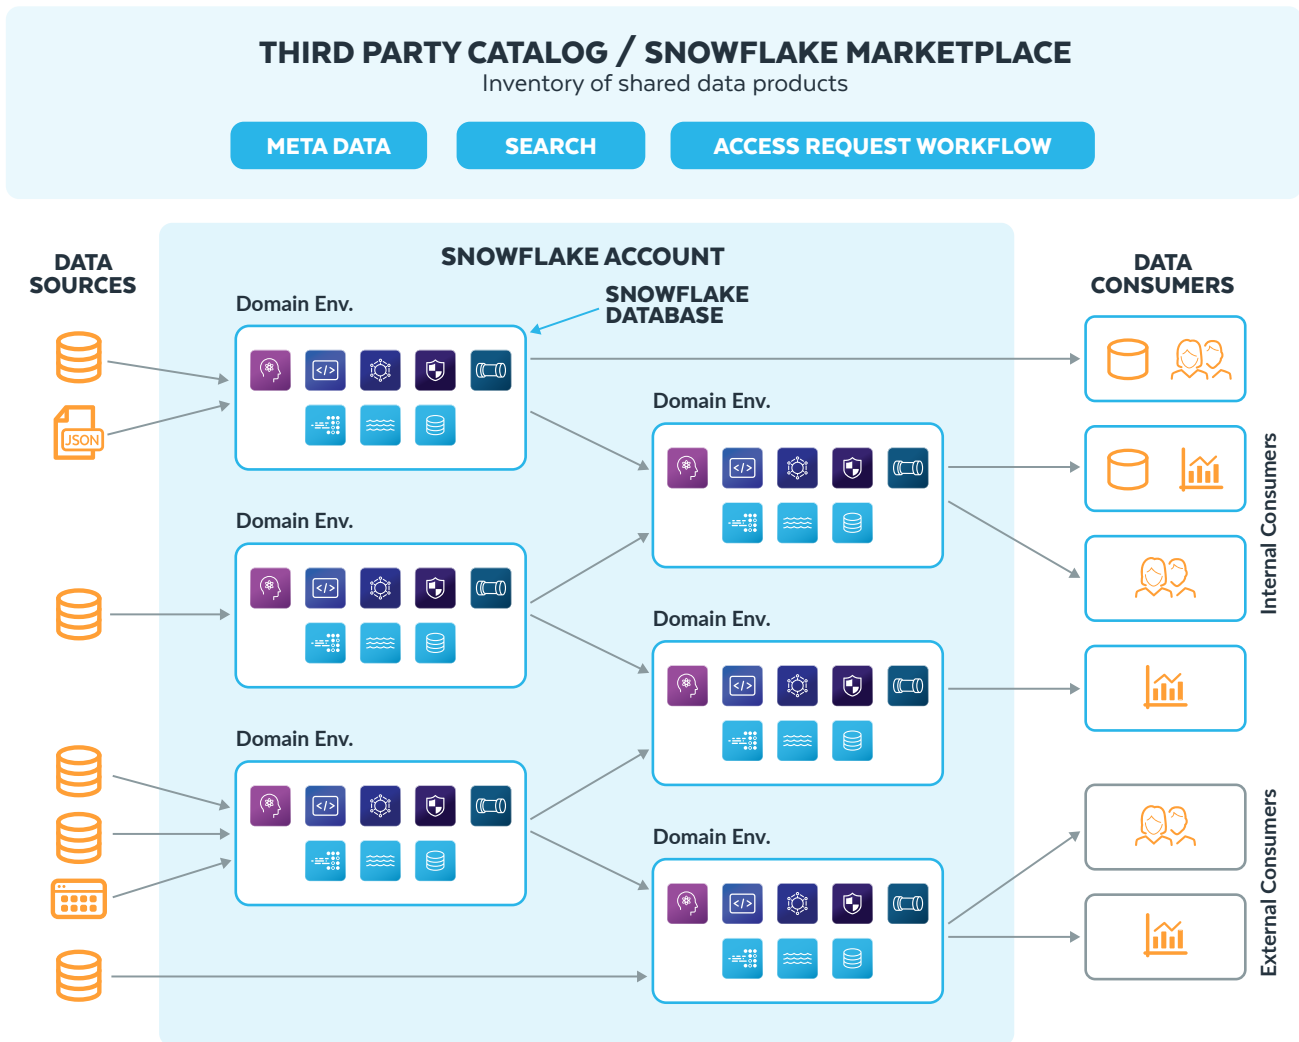 THIRD PARTY CATALOG / SNOWFLAKE MARKETPLACE
Inventory of shared data products
META DATA
SEARCH
ACCESS REQUEST WORKFLOW
DATA
SOURCES
SNOWFLAKE ACCOUNT
DATA
CONSUMERS
Domain Env.
SNOWFLAKE
DATABASE
</>
JSON
Domain Env.
</>
Domain Env.
</>
Domain Env.
</>
Domain Env.
</>
Domain Env.
</>
Internal Consumers
External Consumers